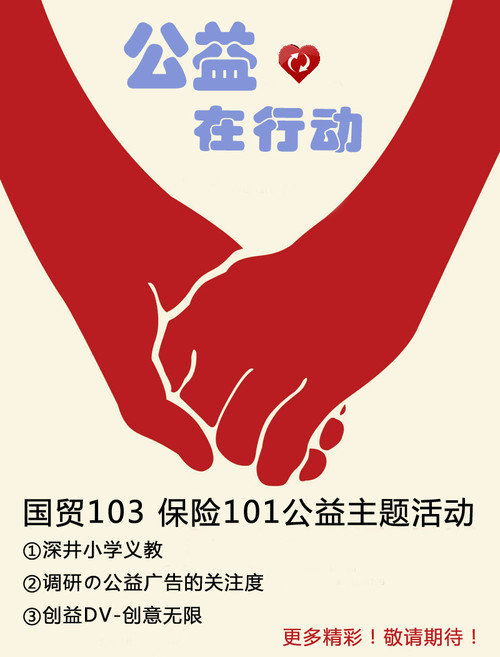 公益
在行动
国贸103 保险101公益主题活动
①深井小学义教
②调研の公益广告的关注度
③创益DV-创意无限
更多精彩！敬请期待！